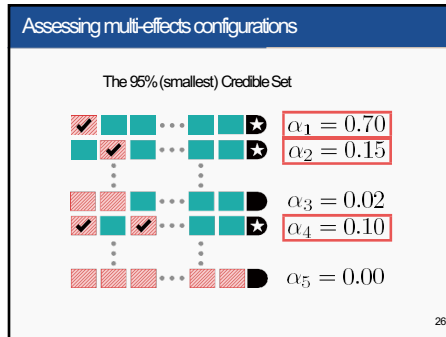 Assessing multi-effects configurations
The 95% (smallest) Credible Set
α₁ = 0.70
α₂ = 0.15
α₃ = 0.02
α₄ = 0.10
α₅ = 0.00
26